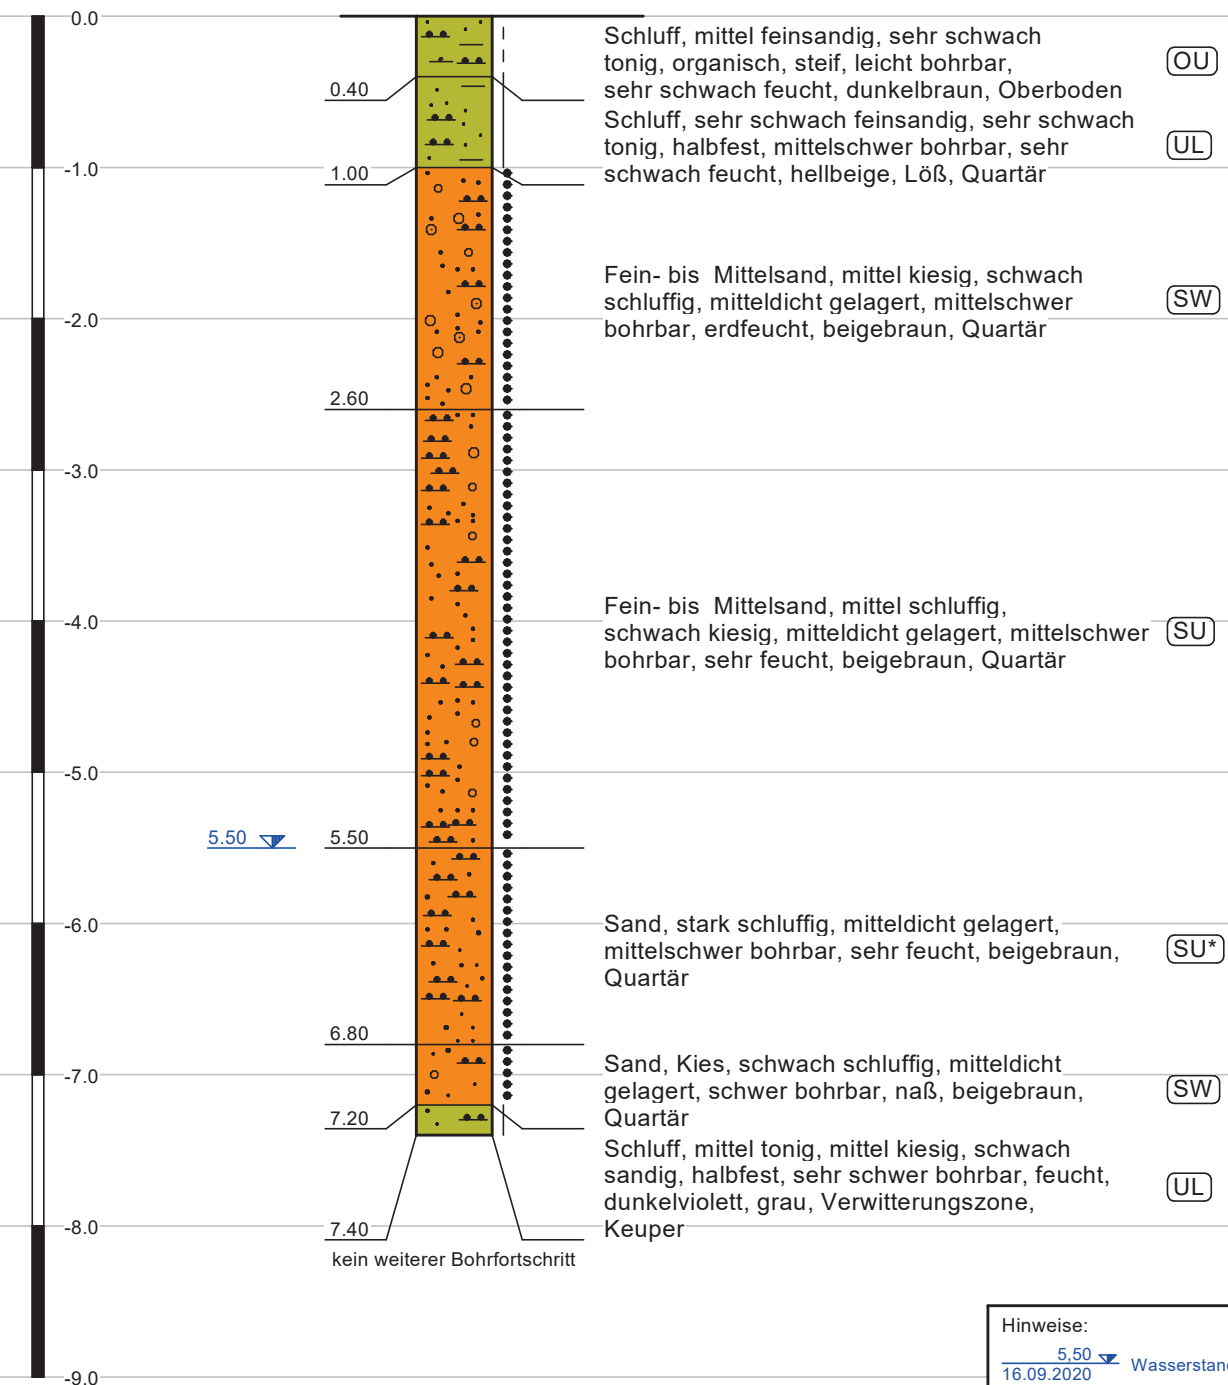 0.0
Schluff, mittel feinsandig, sehr schwach
tonig, organisch, steif, leicht bohrbar,
sehr schwach feucht, dunkelbraun, Oberboden
OU
0.40
Schluff, sehr schwach feinsandig, sehr schwach
tonig, halbfest, mittelschwer bohrbar, sehr
schwach feucht, hellbeige, Löß, Quartär
UL
-1.0
1.00
Fein- bis Mittelsand, mittel kiesig, schwach
schluffig, mitteldicht gelagert, mittelschwer
bohrbar, erdfeucht, beigebraun, Quartär
SW
-2.0
2.60
-3.0
Fein- bis Mittelsand, mittel schluffig,
schwach kiesig, mitteldicht gelagert, mittelschwer
bohrbar, sehr feucht, beigebraun, Quartär
SU
-4.0
-5.0
5.50
5.50
Sand, stark schluffig, mitteldicht gelagert,
mittelschwer bohrbar, sehr feucht, beigebraun,
Quartär
SU*
-6.0
6.80
Sand, Kies, schwach schluffig, mitteldicht
gelagert, schwer bohrbar, naß, beigebraun,
Quartär
SW
-7.0
7.20
Schluff, mittel tonig, mittel kiesig, schwach
sandig, halbfest, sehr schwer bohrbar, feucht,
dunkelviolett, grau, Verwitterungszone,
Keuper
UL
-8.0
7.40
kein weiterer Bohrfortschritt
Hinweise:
5,50
16.09.2020
Wasserstand
-9.0